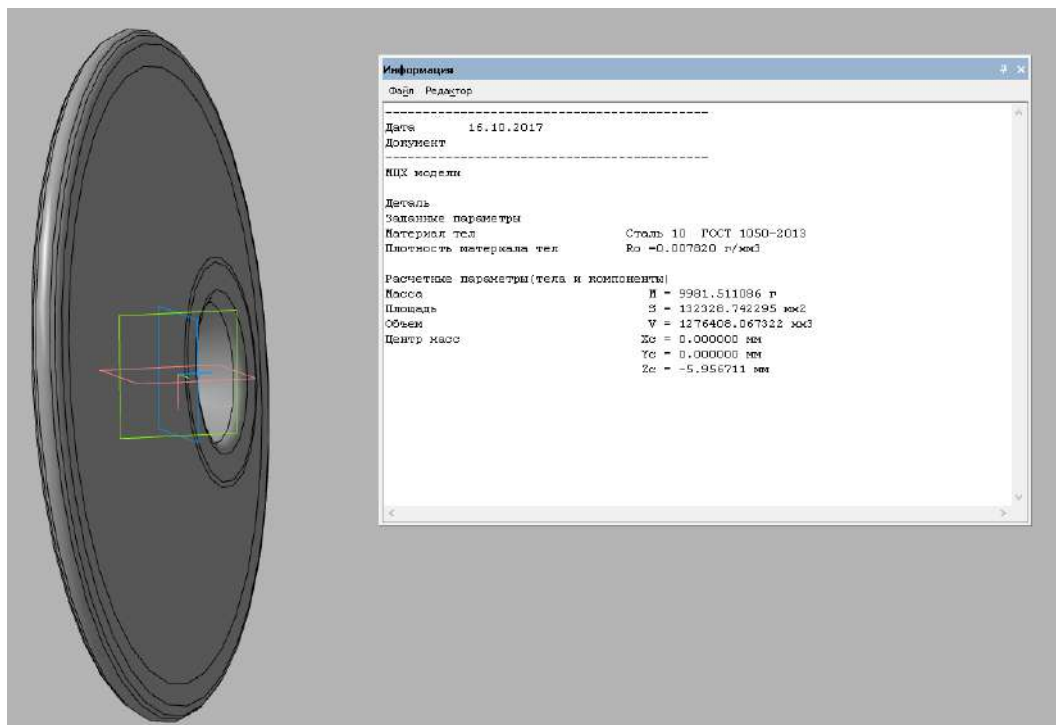 Информация
Файл Редактор
---------------------------------------------
Дата 16.10.2017
Документ
---------------------------------------------
МЦХ модели
Деталь
Заданные параметры
Материал тел Сталь 10 ГОСТ 1050-2013
Плотность материала тел Ro =0.007820 г/мм3
Расчетные параметры(тела и компоненты)
Масса M = 9981.511086 г
Площадь S = 132328.742295 мм2
Объем V = 1276408.067322 мм3
Центр масс Xc = 0.000000 мм
Yc = 0.000000 мм
Zc = -5.956711 мм